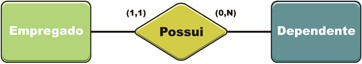 (1,1) (0,N)
Empregado Possui Dependente